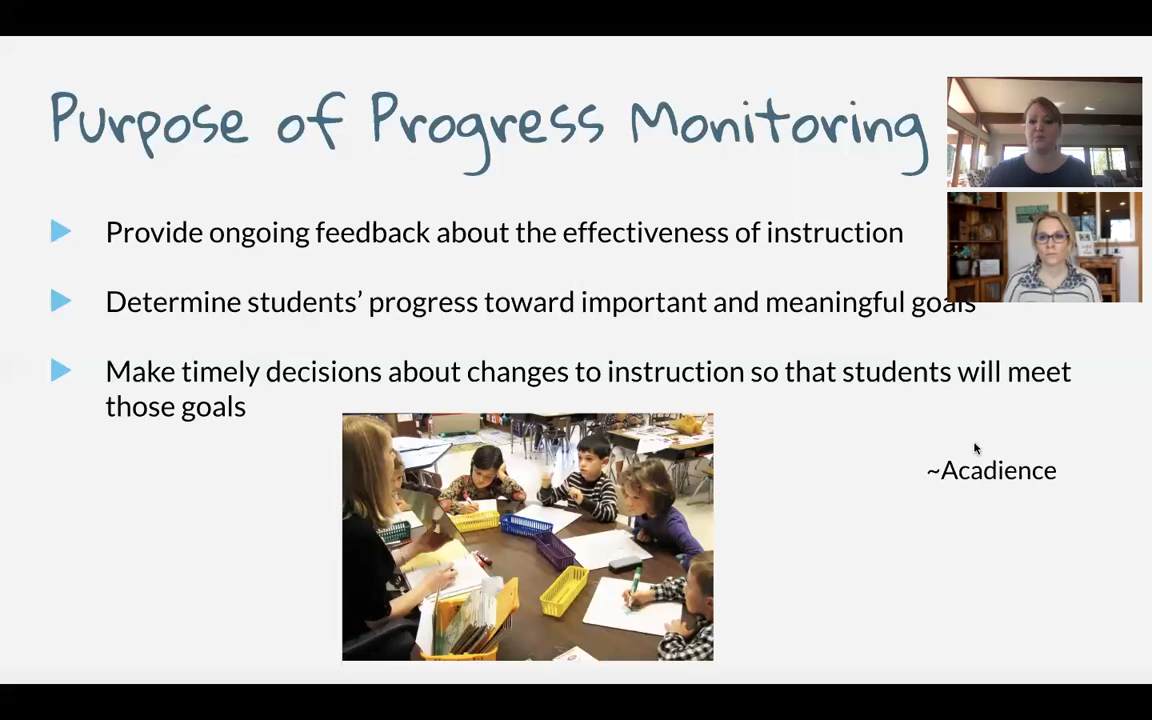 Purpose of Progress Monitoring
Provide ongoing feedback about the effectiveness of instruction
Determine students’ progress toward important and meaningful goals
Make timely decisions about changes to instruction so that students will meet
those goals
~Acadience